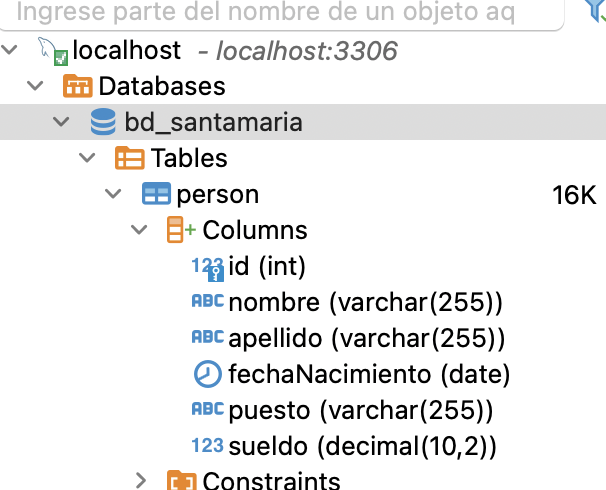 Ingrese parte del nombre de un objeto aq
localhost - localhost:3306
Databases
bd_santamaria
Tables
person 16K
Columns
123 id (int)
ABC nombre (varchar(255))
ABC apellido (varchar(255))
fechaNacimiento (date)
ABC puesto (varchar(255))
123 sueldo (decimal(10,2))
Constraints